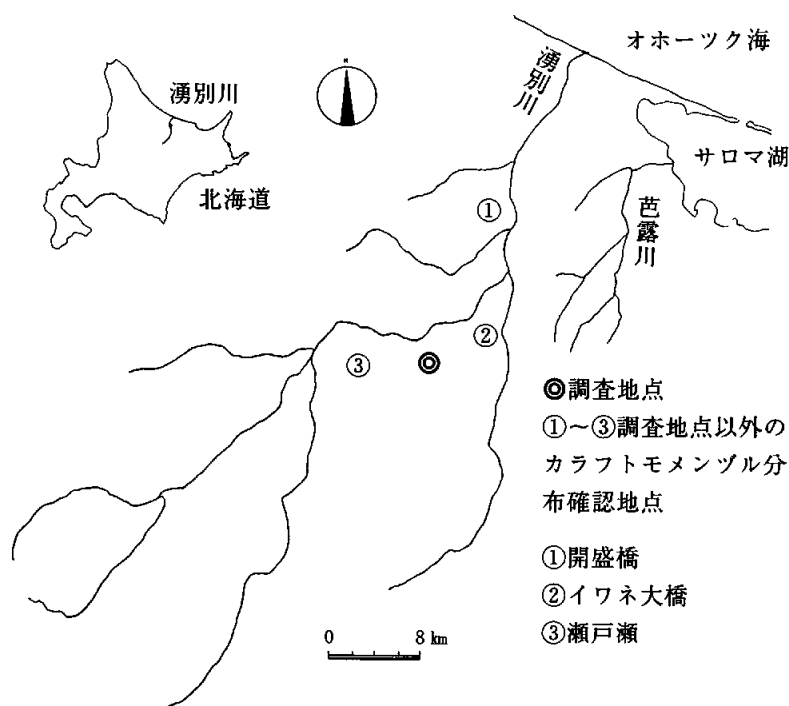 オホーツク海
湧別川
湧別川
サロマ湖
北海道
芭露川
①
②
③
◎調査地点
①～③調査地点以外の
カラフトモメンヅル分
布確認地点
①開盛橋
②イワネ大橋
③瀬戸瀬
0 8 km